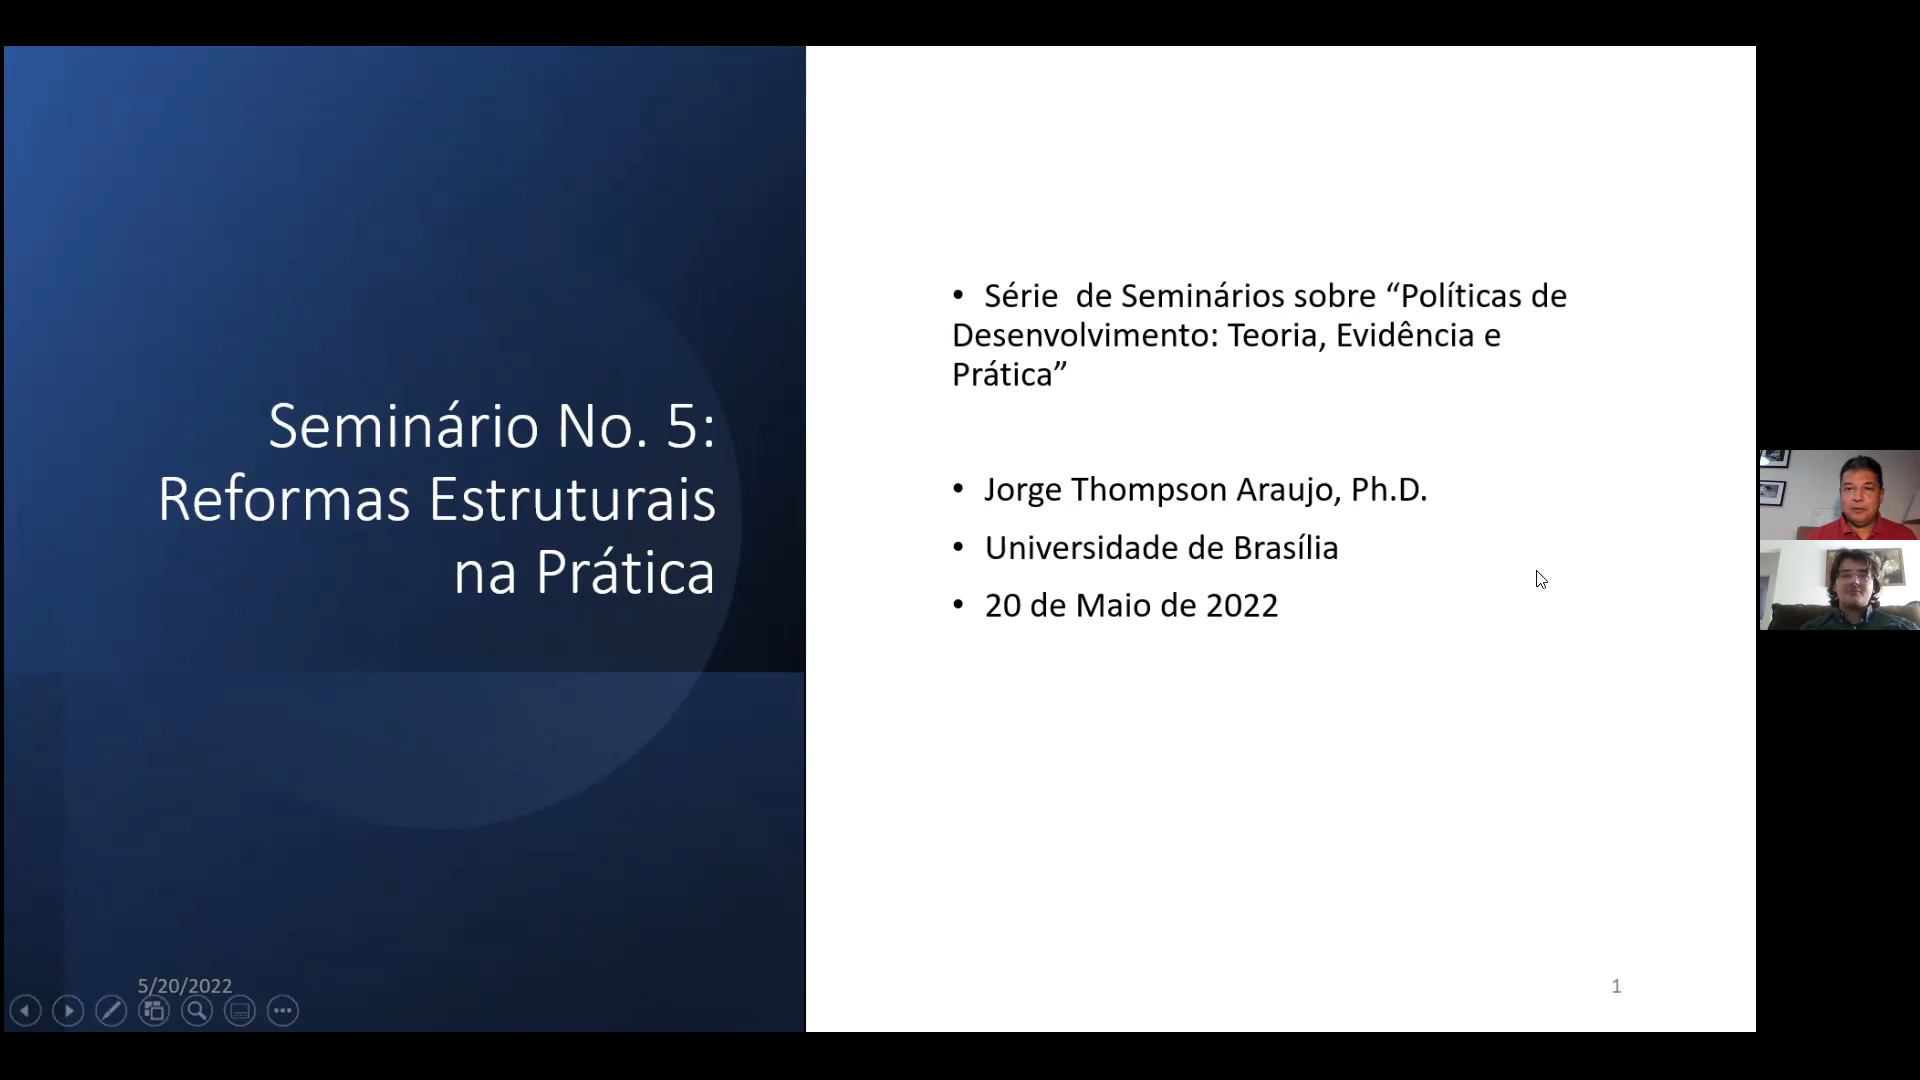 Seminário No. 5:
Reformas Estruturais
na Prática
• Série  de Seminários sobre “Políticas de
Desenvolvimento: Teoria, Evidência e
Prática”
• Jorge Thompson Araujo, Ph.D.
• Universidade de Brasília
• 20 de Maio de 2022
5/20/2022
1